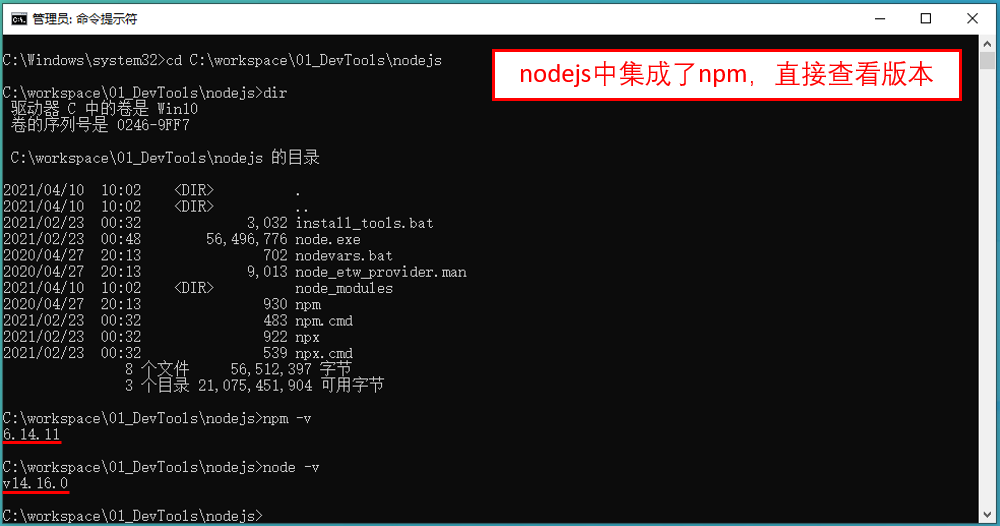 管理员: 命令提示符
C:\Windows\system32>cd C:\workspace\01_DevTools\nodejs
nodejs中集成了npm，直接查看版本
C:\workspace\01_DevTools\nodejs>dir
驱动器 C 中的卷是 Win10
卷的序列号是 0246-9FF7
C:\workspace\01_DevTools\nodejs 的目录
2021/04/10  10:02    <DIR>          .
2021/04/10  10:02    <DIR>          ..
2021/02/23  00:32             3,032 install_tools.bat
2021/02/23  00:48        56,496,776 node.exe
2020/04/27  20:13               702 nodevars.bat
2020/04/27  20:13             9,013 node_etw_provider.man
2021/04/10  10:02    <DIR>          node_modules
2020/04/27  20:13               930 npm
2021/02/23  00:32               483 npm.cmd
2021/02/23  00:32               922 npx
2021/02/23  00:32               539 npx.cmd
8 个文件     56,512,397 字节
3 个目录 21,075,451,904 可用字节
C:\workspace\01_DevTools\nodejs>npm -v
6.14.11
C:\workspace\01_DevTools\nodejs>node -v
v14.16.0
C:\workspace\01_DevTools\nodejs>